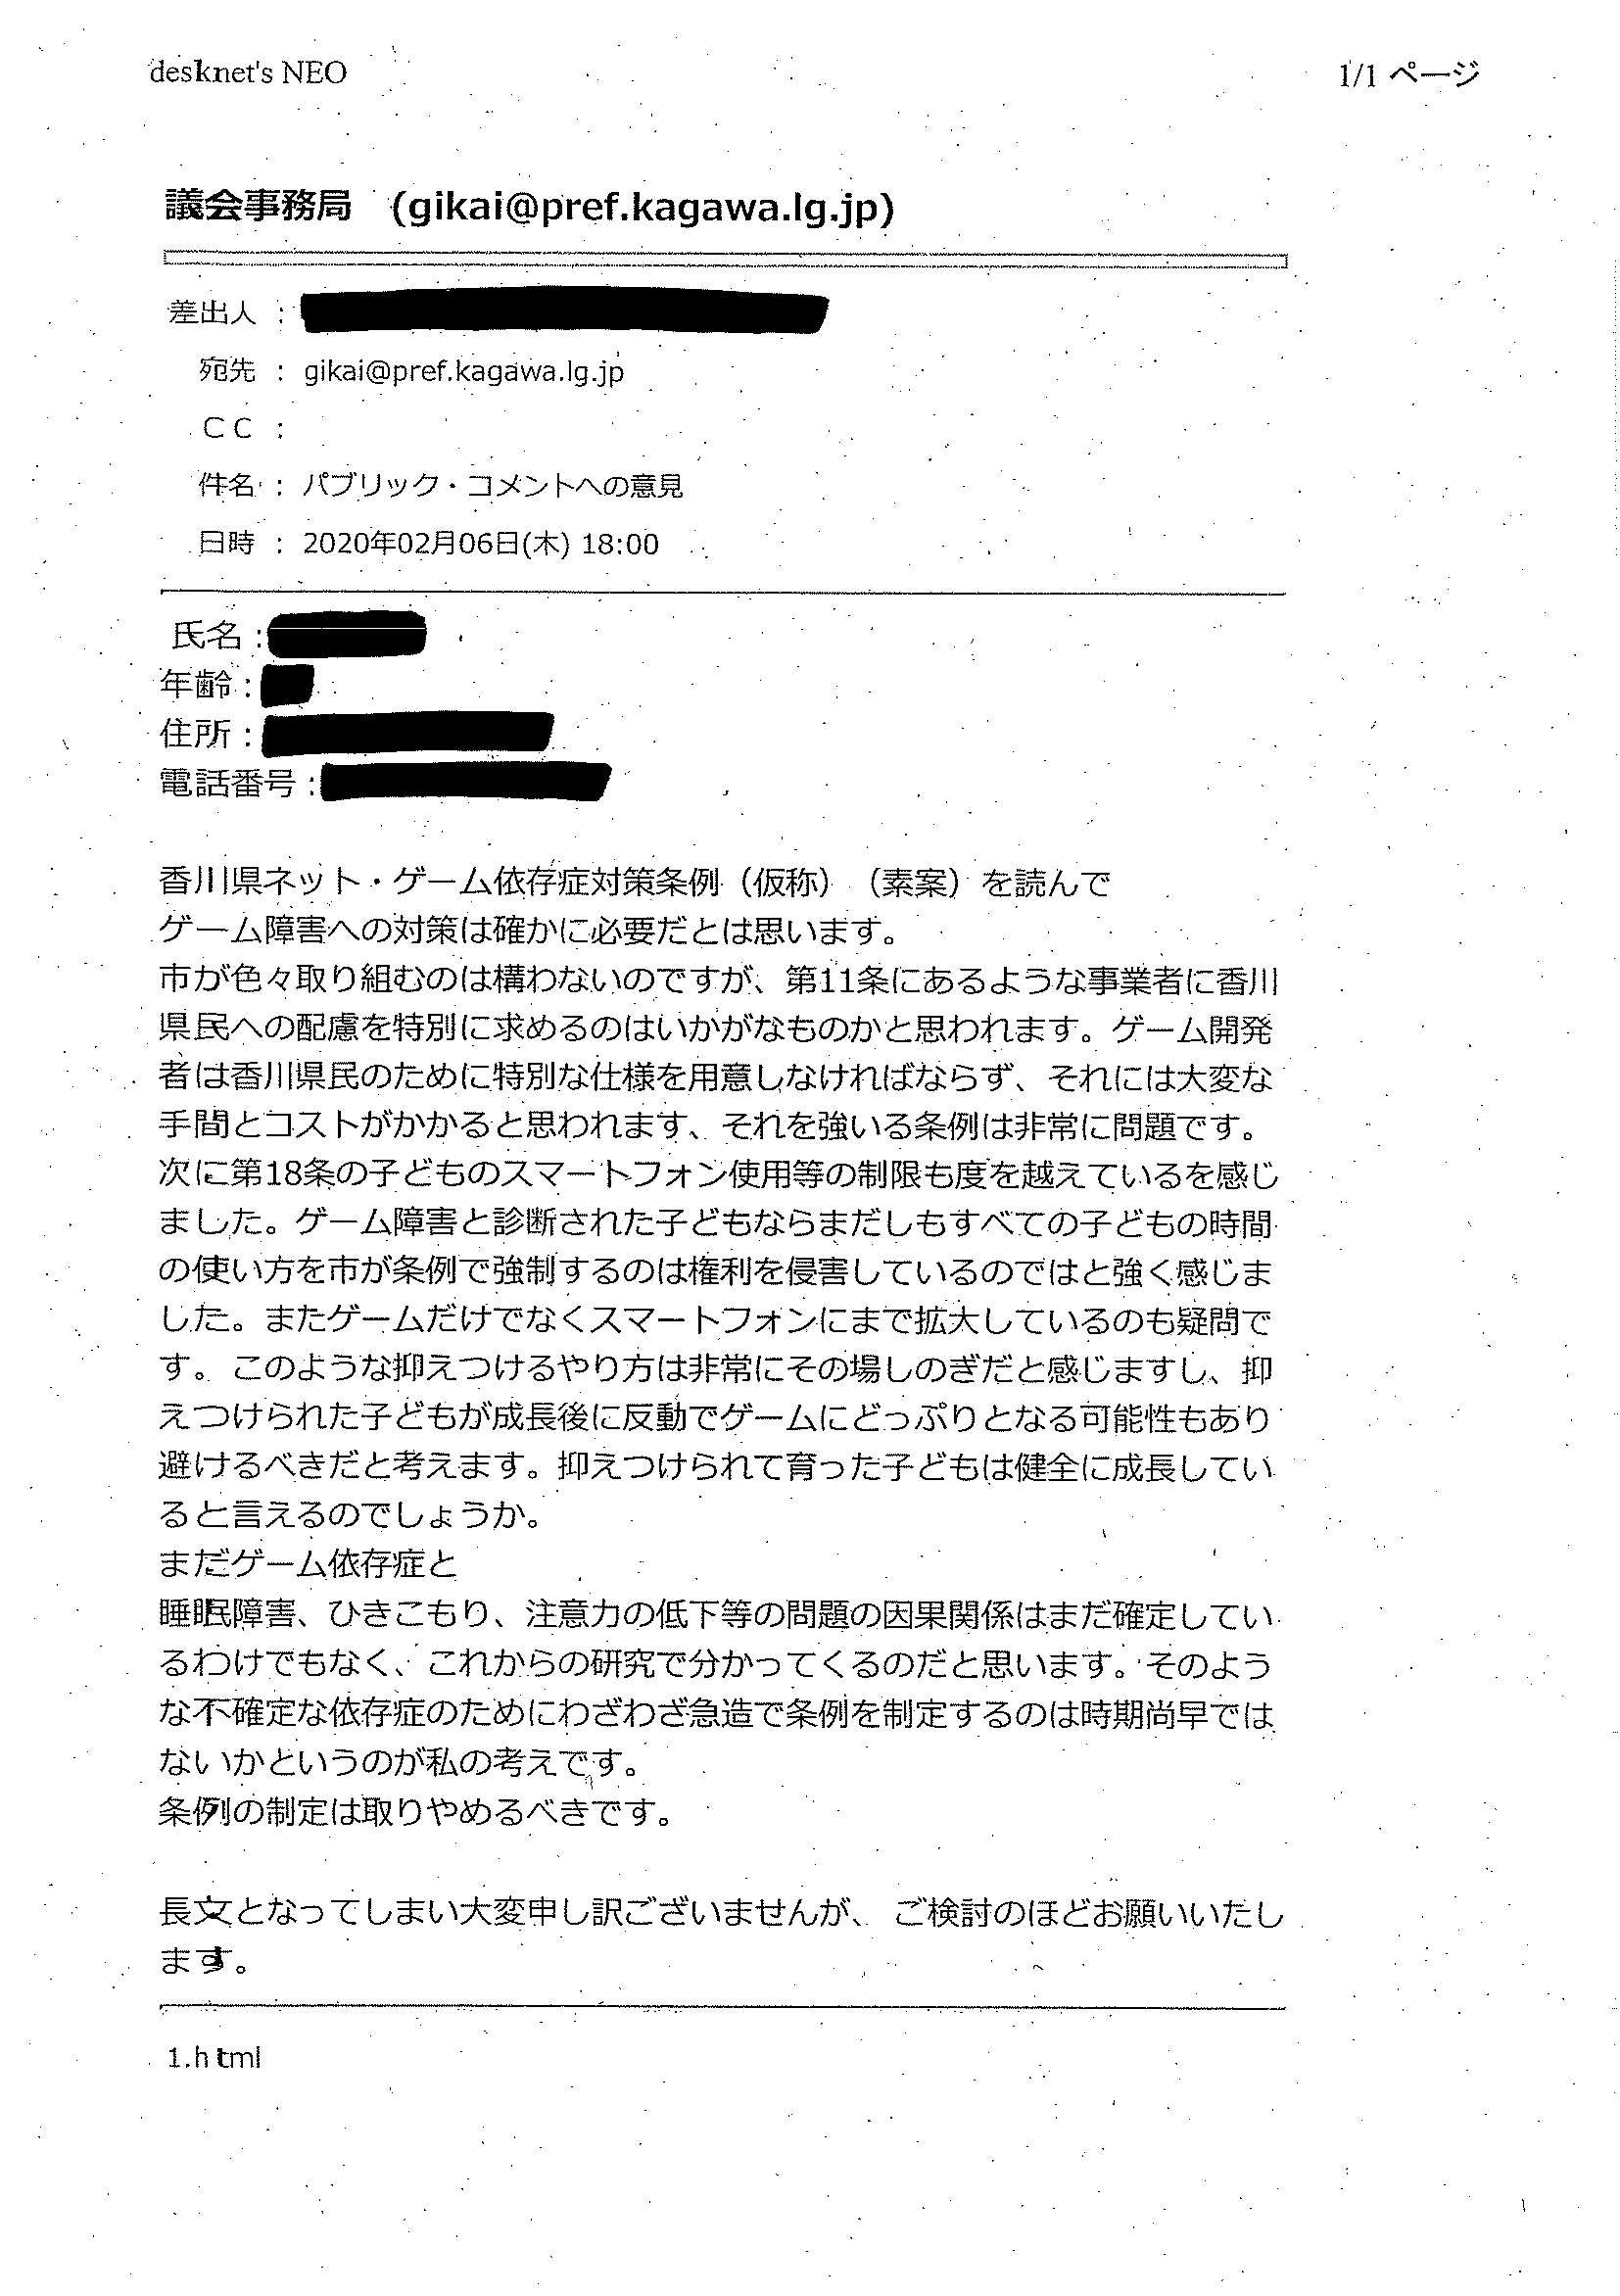 desknet's NEO
1/1 ページ
議会事務局 (gikai@pref.kagawa.lg.jp)
差出人 :
宛先 : gikai@pref.kagawa.lg.jp
CC :
件名 : パブリック・コメントへの意見
日時 : 2020年02月06日(木) 18:00
氏名 :
年齢 :
住所 :
電話番号 :
香川県ネット・ゲーム依存症対策条例（仮称）（素案）を読んで
ゲーム障害への対策は確かに必要だとは思います。
市が色々取り組むのは構わないのですが、第11条にあるような事業者に香川
県民への配慮を特別に求めるのはいかがなものかと思われます。ゲーム開発
者は香川県民のために特別な仕様を用意しなければならず、それには大変な
手間とコストがかかると思われます、それを強いる条例は非常に問題です。
次に第18条の子どものスマートフォン使用等の制限も度を越えているを感じ
ました。ゲーム障害と診断された子どもならまだしもすべての子どもの時間
の使い方を市が条例で強制するのは権利を侵害しているのではと強く感じま
した。またゲームだけでなくスマートフォンにまで拡大しているのも疑問で
す。このような抑えつけるやり方は非常にその場しのぎだと感じますし、抑
えつけられた子どもが成長後に反動でゲームにどっぷりとなる可能性もあり
避けるべきだと考えます。抑えつけられて育った子どもは健全に成長してい
ると言えるのでしょうか。
まだゲーム依存症と
睡眠障害、ひきこもり、注意力の低下等の問題の因果関係はまだ確定してい
るわけでもなく、これからの研究で分かってくるのだと思います。そのよう
な不確定な依存症のためにわざわざ急造で条例を制定するのは時期尚早では
ないかというのが私の考えです。
条例の制定は取りやめるべきです。
長文となってしまい大変申し訳ございませんが、ご検討のほどお願いいたし
ます。
1.html